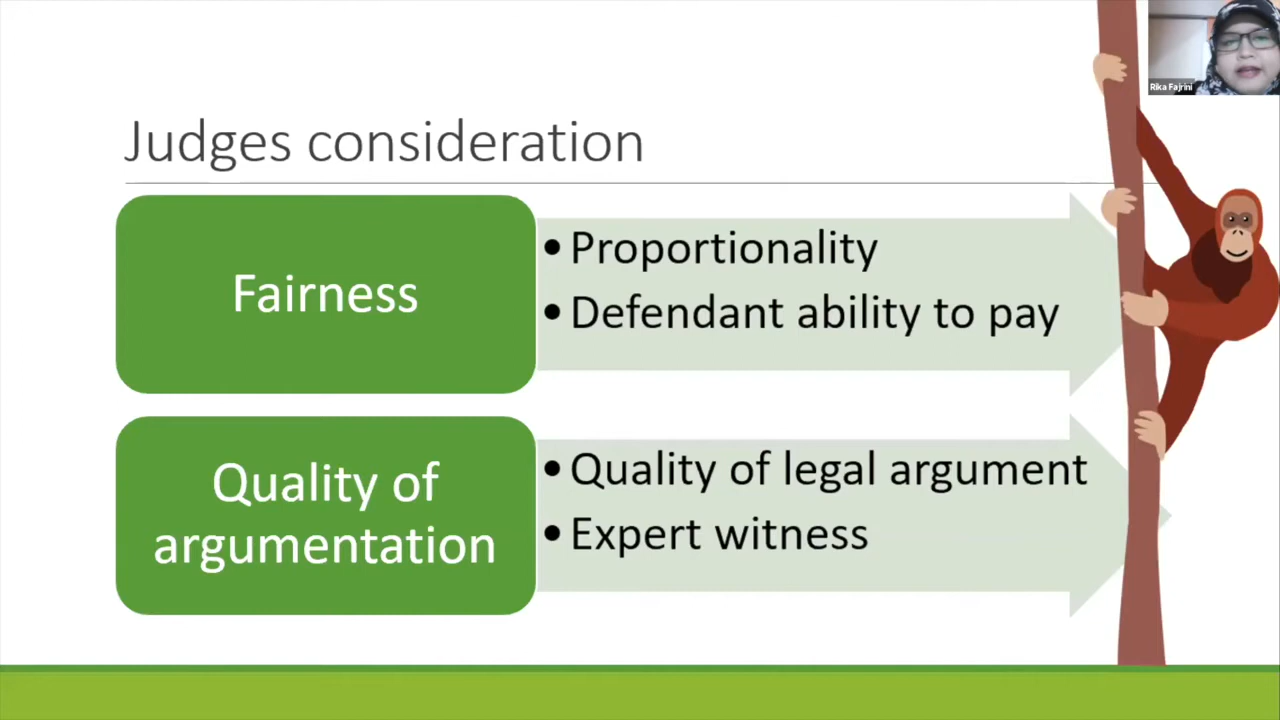 Rika Fajrini
Judges consideration
Fairness
• Proportionality
• Defendant ability to pay
Quality of
argumentation
• Quality of legal argument
• Expert witness